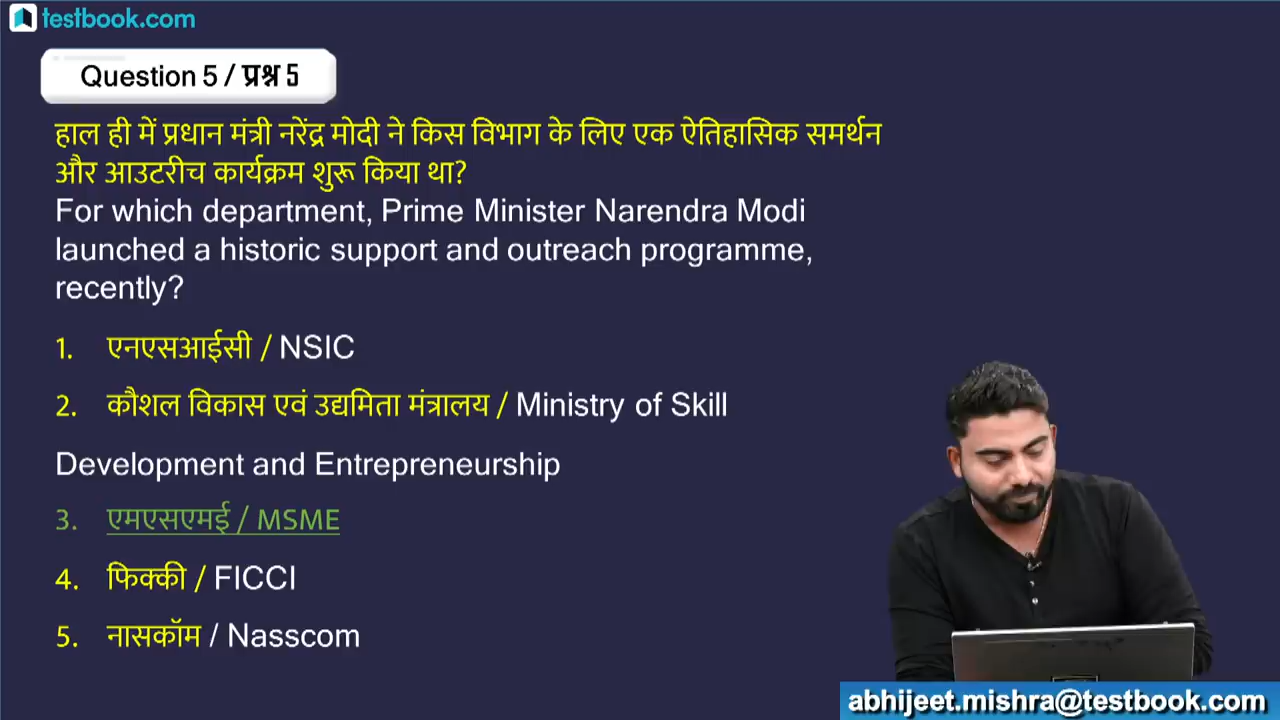 testbook.com
Question 5 / प्रश्न 5
हाल ही में प्रधान मंत्री नरेंद्र मोदी ने किस विभाग के लिए एक ऐतिहासिक समर्थन
और आउटरीच कार्यक्रम शुरू किया था?
For which department, Prime Minister Narendra Modi
launched a historic support and outreach programme,
recently?
1. एनएसआईसी / NSIC
2. कौशल विकास एवं उद्यमिता मंत्रालय / Ministry of Skill
Development and Entrepreneurship
3. एमएसएमई / MSME
4. फिक्की / FICCI
5. नासकॉम / Nasscom
abhijeet.mishra@testbook.com